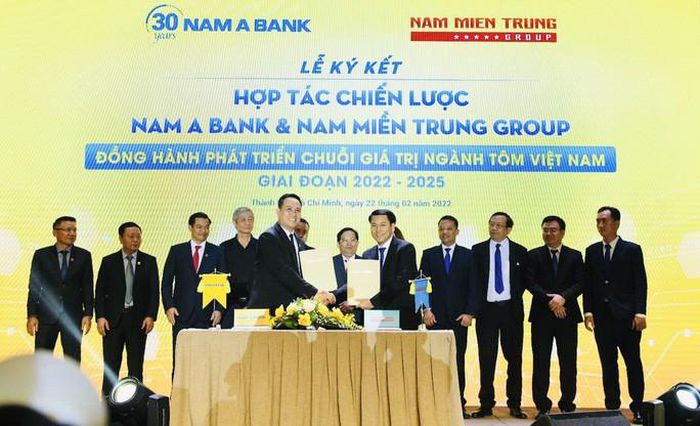 30 years NAM A BANK
NAM MIEN TRUNG
GROUP
LỄ KÝ KẾT
HỢP TÁC CHIẾN LƯỢC
NAM A BANK & NAM MIỀN TRUNG GROUP
ĐỒNG HÀNH PHÁT TRIỂN CHUỖI GIÁ TRỊ NGÀNH TÔM VIỆT NAM
GIAI ĐOẠN 2022 - 2025
Thành Chí Minh, ngày 22 tháng 02 năm 2022